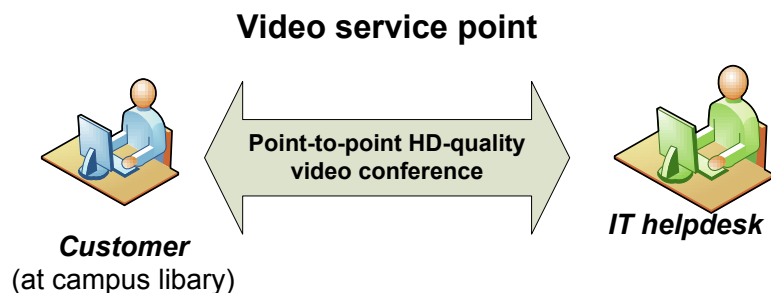 Video service point
Point-to-point HD-quality
video conference
Customer
(at campus libary)
IT helpdesk